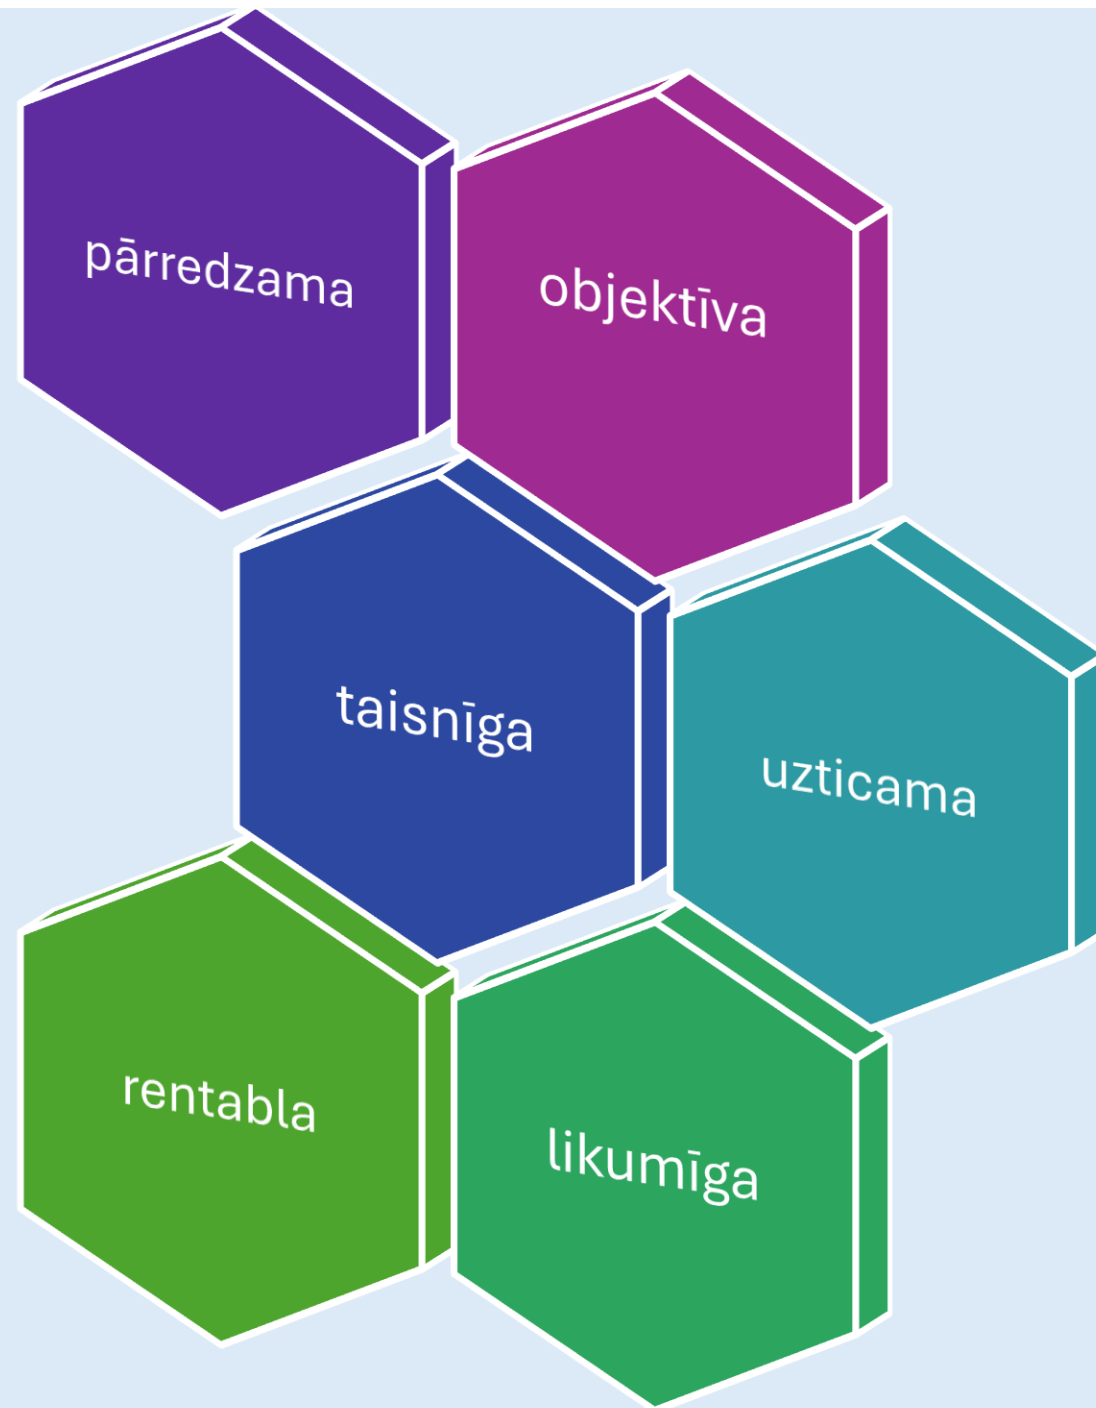 pārredzama
objektīva
taisnīga
uzticama
rentabla
likumīga